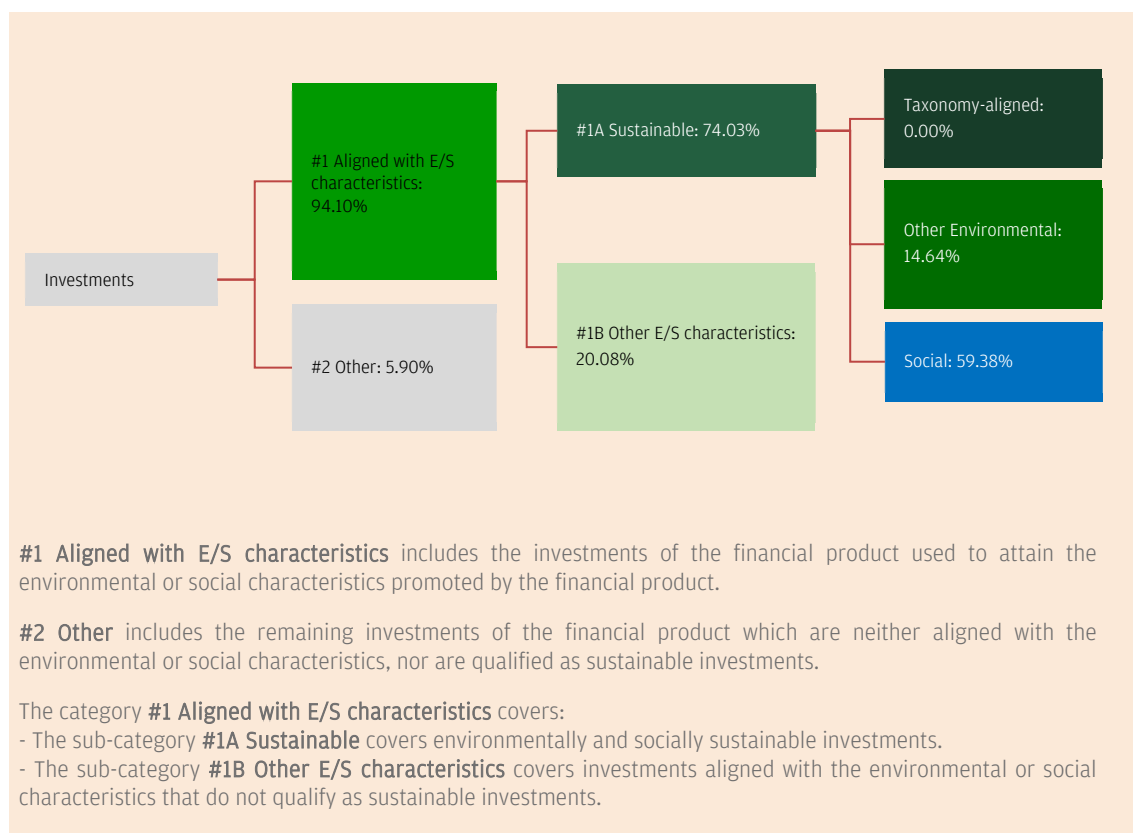 Investments
#1 Aligned with E/S
characteristics:
94.10%
#2 Other: 5.90%
#1A Sustainable: 74.03%
#1B Other E/S characteristics:
20.08%
Taxonomy-aligned:
0.00%
Other Environmental:
14.64%
Social: 59.38%
#1 Aligned with E/S characteristics includes the investments of the financial product used to attain the
environmental or social characteristics promoted by the financial product.
#2 Other includes the remaining investments of the financial product which are neither aligned with the
environmental or social characteristics, nor are qualified as sustainable investments.
The category #1 Aligned with E/S characteristics covers:
- The sub-category #1A Sustainable covers environmentally and socially sustainable investments.
- The sub-category #1B Other E/S characteristics covers investments aligned with the environmental or social
characteristics that do not qualify as sustainable investments.